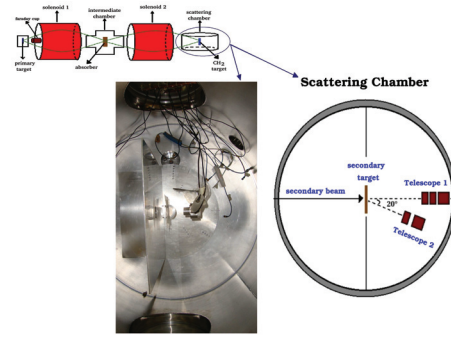 solenoid 1
solenoid 2
intermediate
chamber
scattering
chamber
faraday cup
primary
target
absorber
CH2
target
Scattering Chamber
secondary
target
secondary beam
Telescope 1
20°
Telescope 2